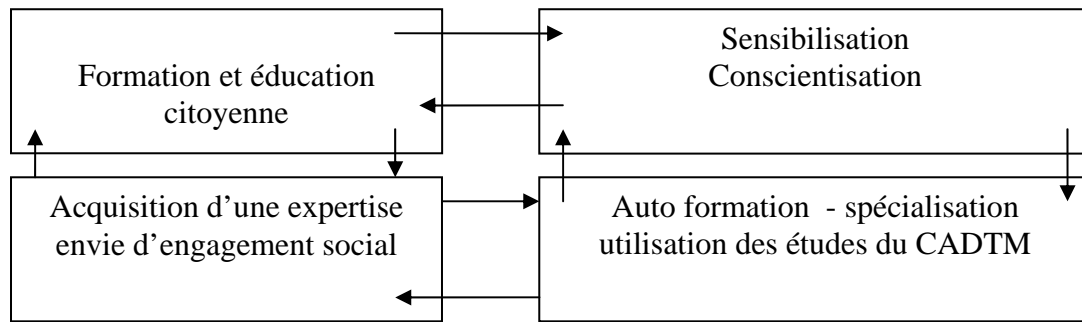 Formation et éducation
citoyenne
Sensibilisation
Conscientisation
Acquisition d’une expertise
envie d’engagement social
Auto formation - spécialisation
utilisation des études du CADTM